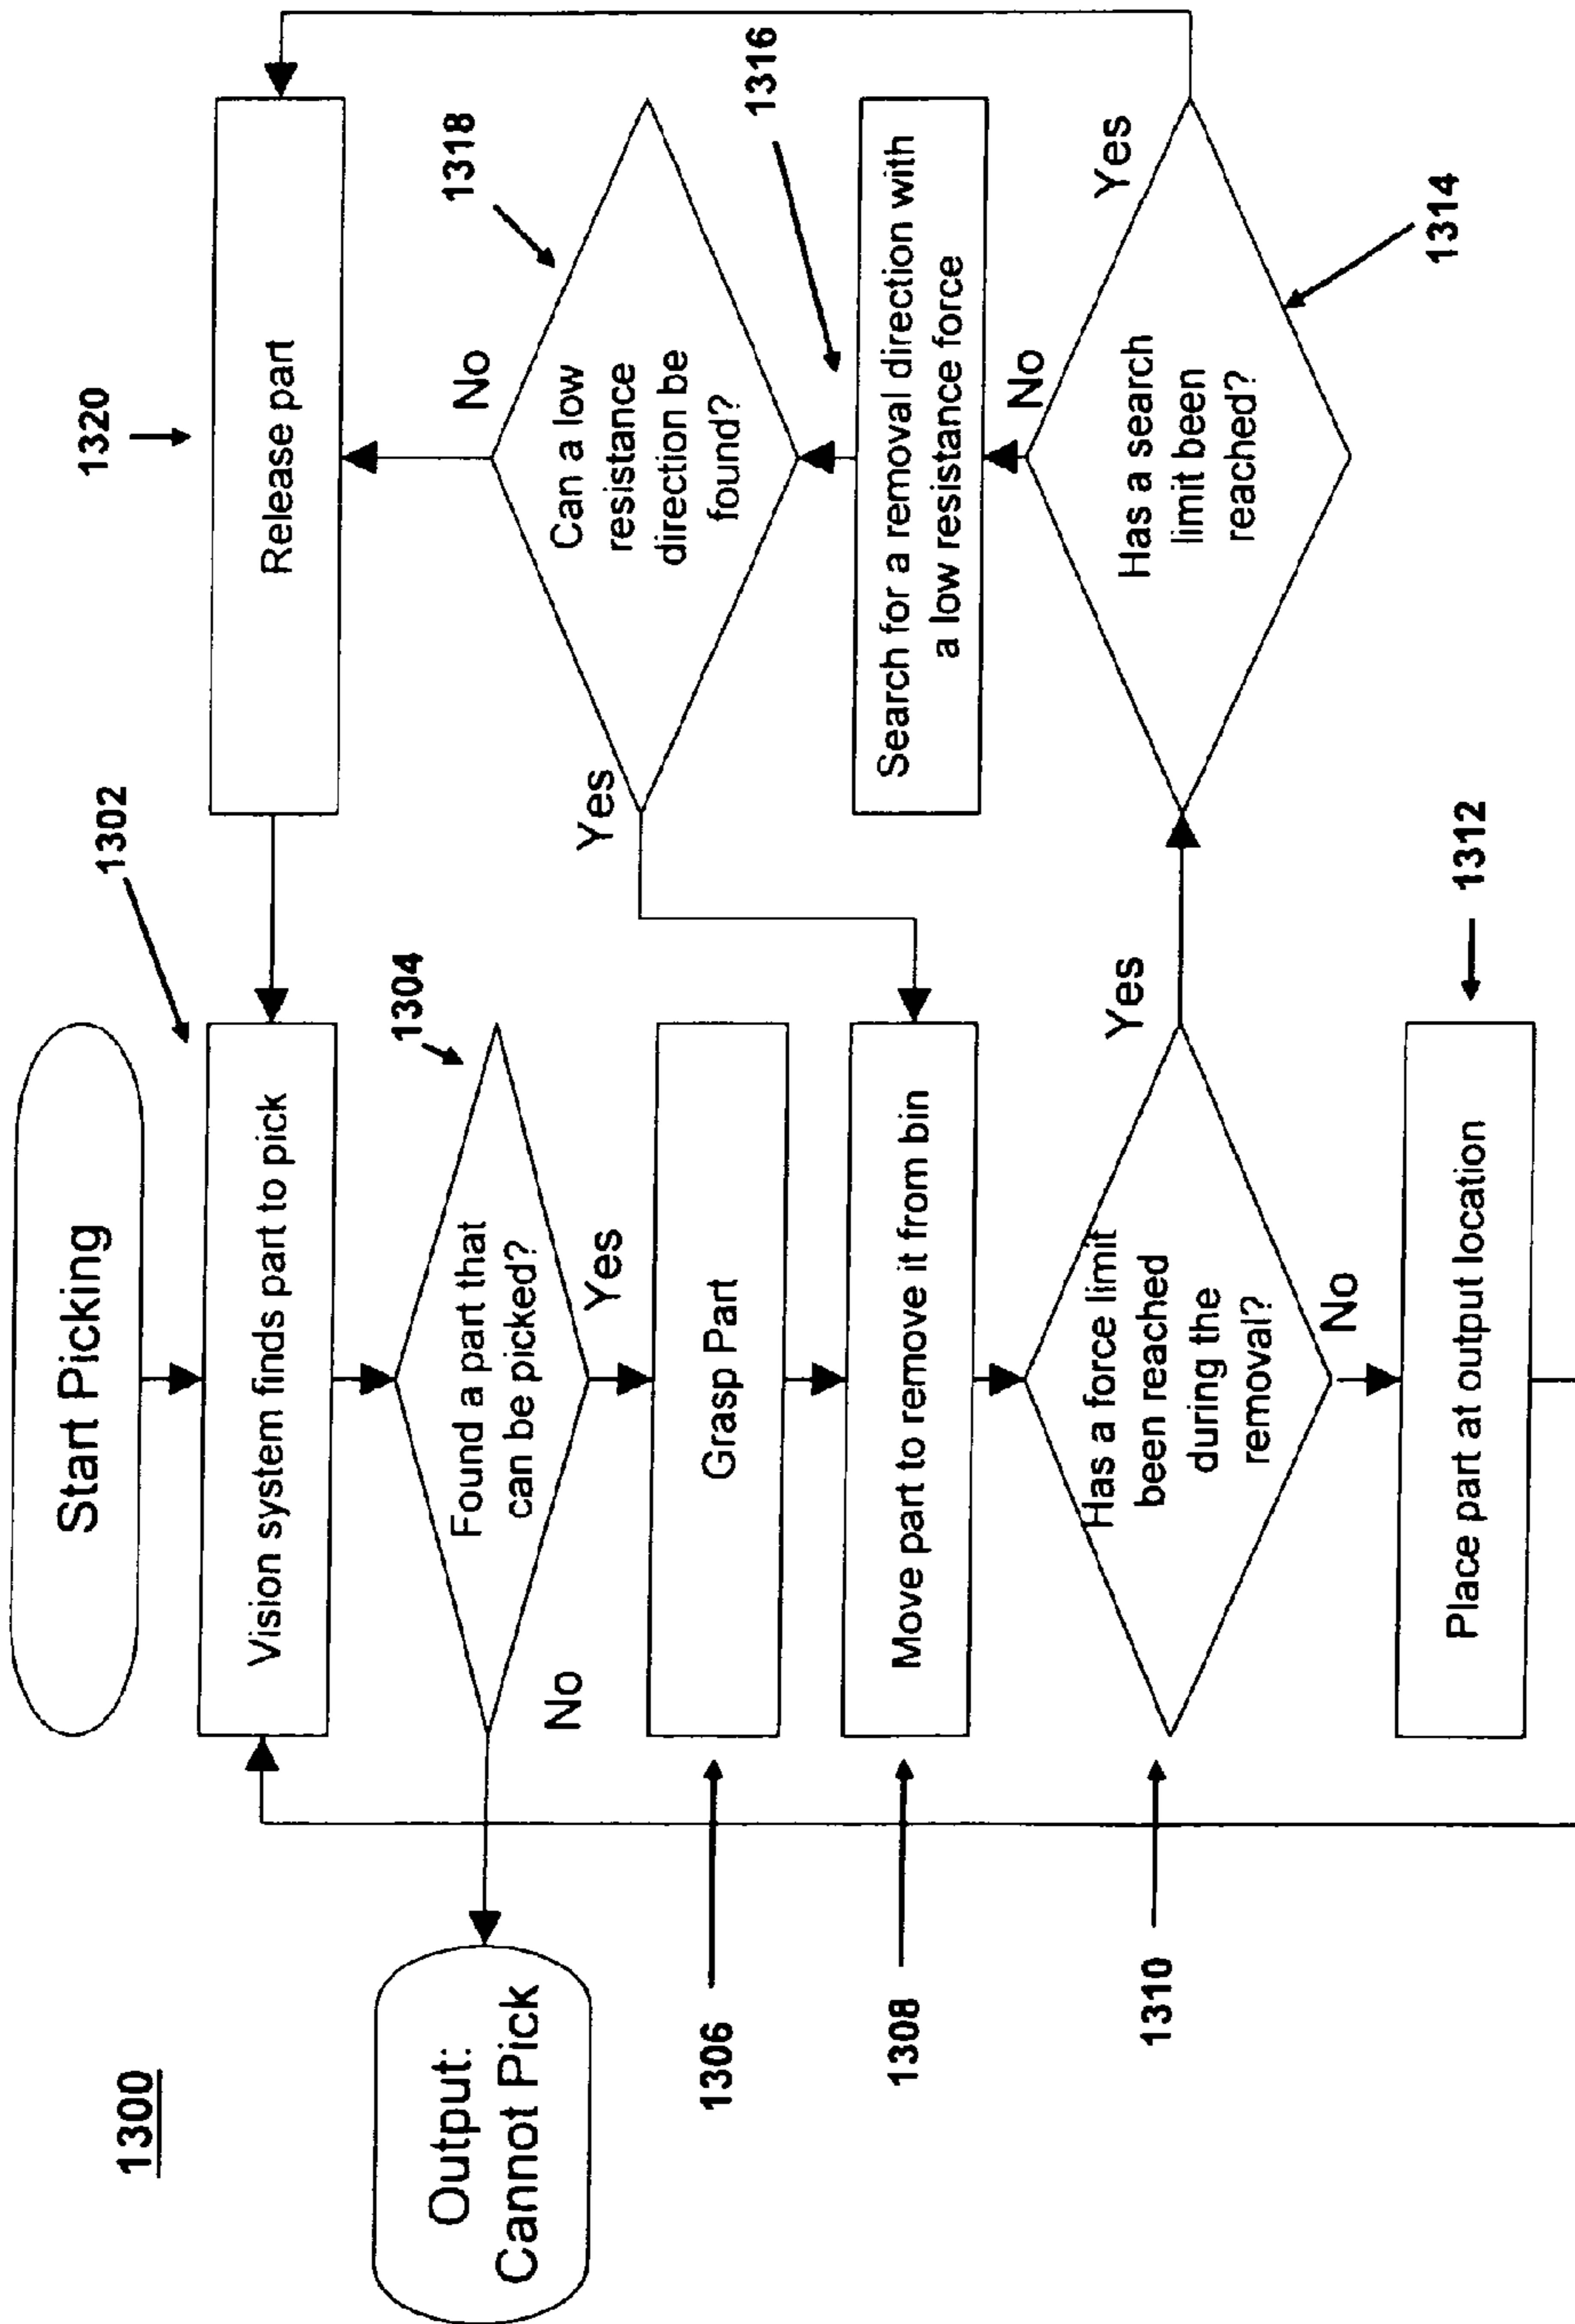 1300
Start Picking
1302
Vision system finds part to pick
1304
Found a part that
can be picked?
No
Yes
Output:
Cannot Pick
1306
Grasp Part
1308
Move part to remove it from bin
1310
Has a force limit
been reached
during the
removal?
Yes
No
1312
Place part at output location
1320
Release part
No
1318
Can a low
resistance
direction be
found?
Yes
1316
Search for a removal direction with
a low resistance force
No
Has a search
limit been
reached?
Yes
1314